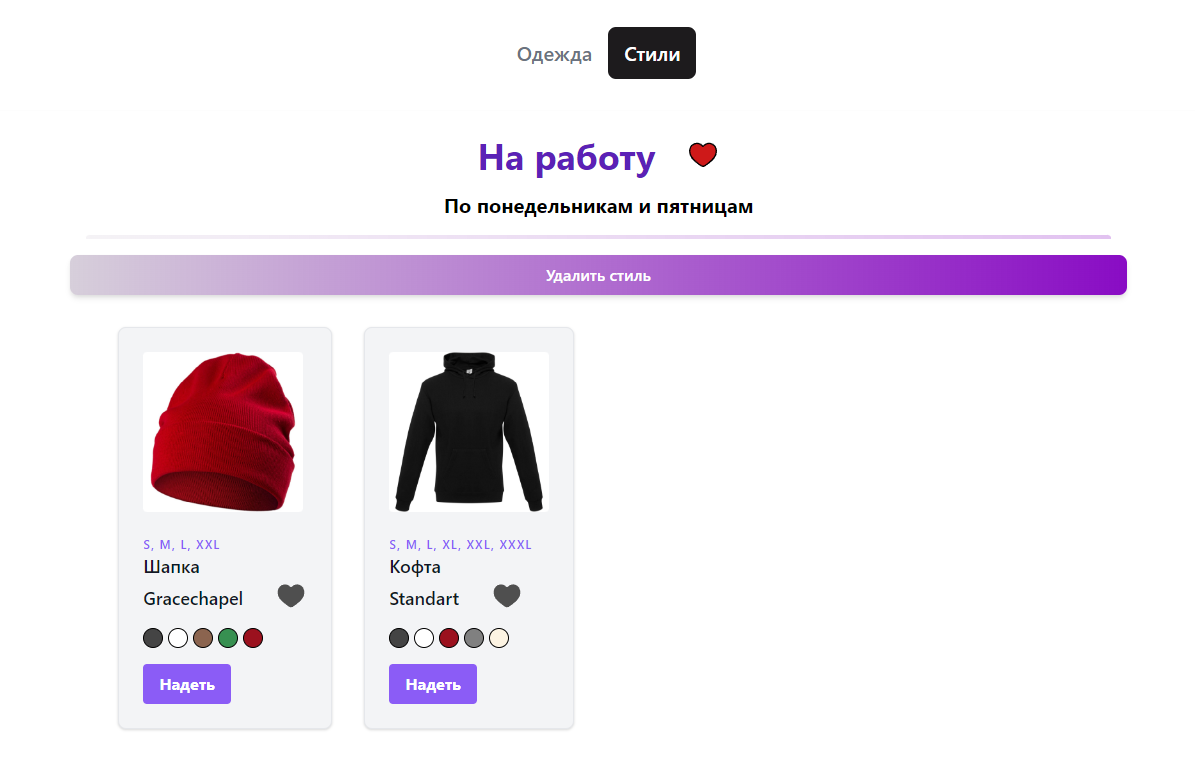 Одежда Стили
На работу
По понедельникам и пятницам
Удалить стиль
S, M, L, XXL
Шапка
Gracechapel
Надеть
S, M, L, XL, XXL, XXXL
Кофта
Standart
Надеть